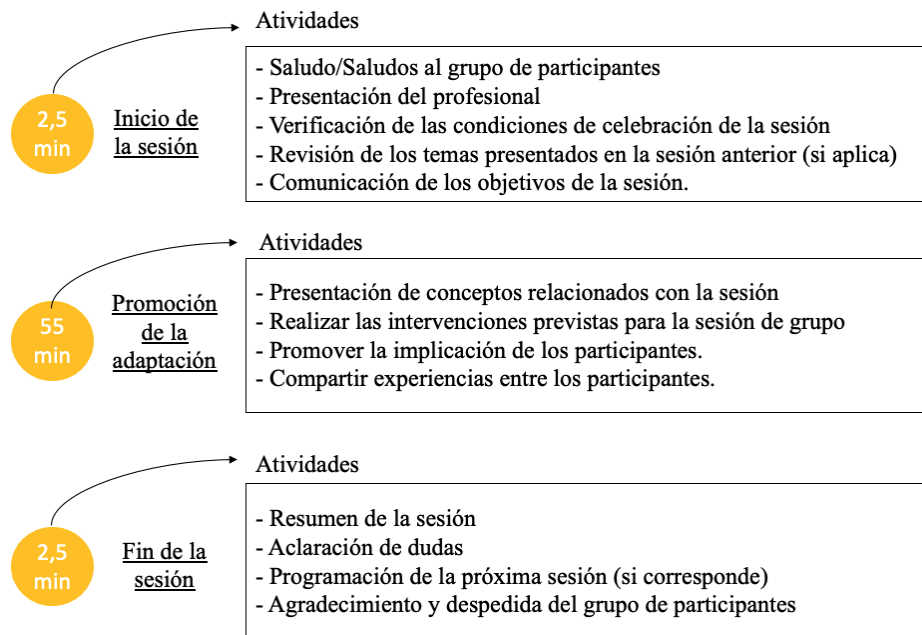 Atividades
2,5
min
Inicio de
la sesión
- Saludo/Saludos al grupo de participantes
- Presentación del profesional
- Verificación de las condiciones de celebración de la sesión
- Revisión de los temas presentados en la sesión anterior (si aplica)
- Comunicación de los objetivos de la sesión.
Atividades
55
min
Promoción
de la
adaptación
- Presentación de conceptos relacionados con la sesión
- Realizar las intervenciones previstas para la sesión de grupo
- Promover la implicación de los participantes.
- Compartir experiencias entre los participantes.
Atividades
2,5
min
Fin de la
sesión
- Resumen de la sesión
- Aclaración de dudas
- Programación de la próxima sesión (si corresponde)
- Agradecimiento y despedida del grupo de participantes